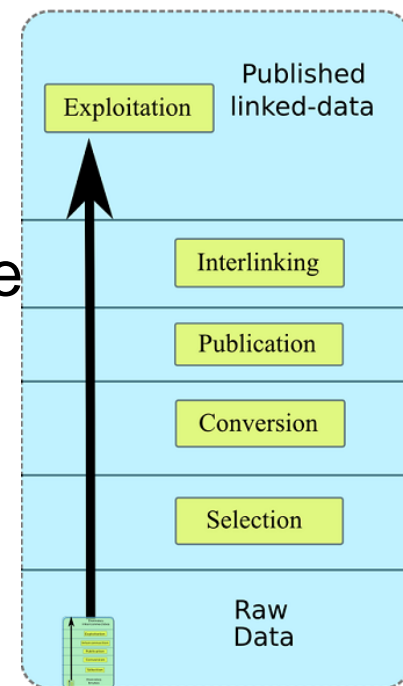 Published
linked-data
Exploitation
e
Interlinking
Publication
Conversion
Selection
Raw
Data